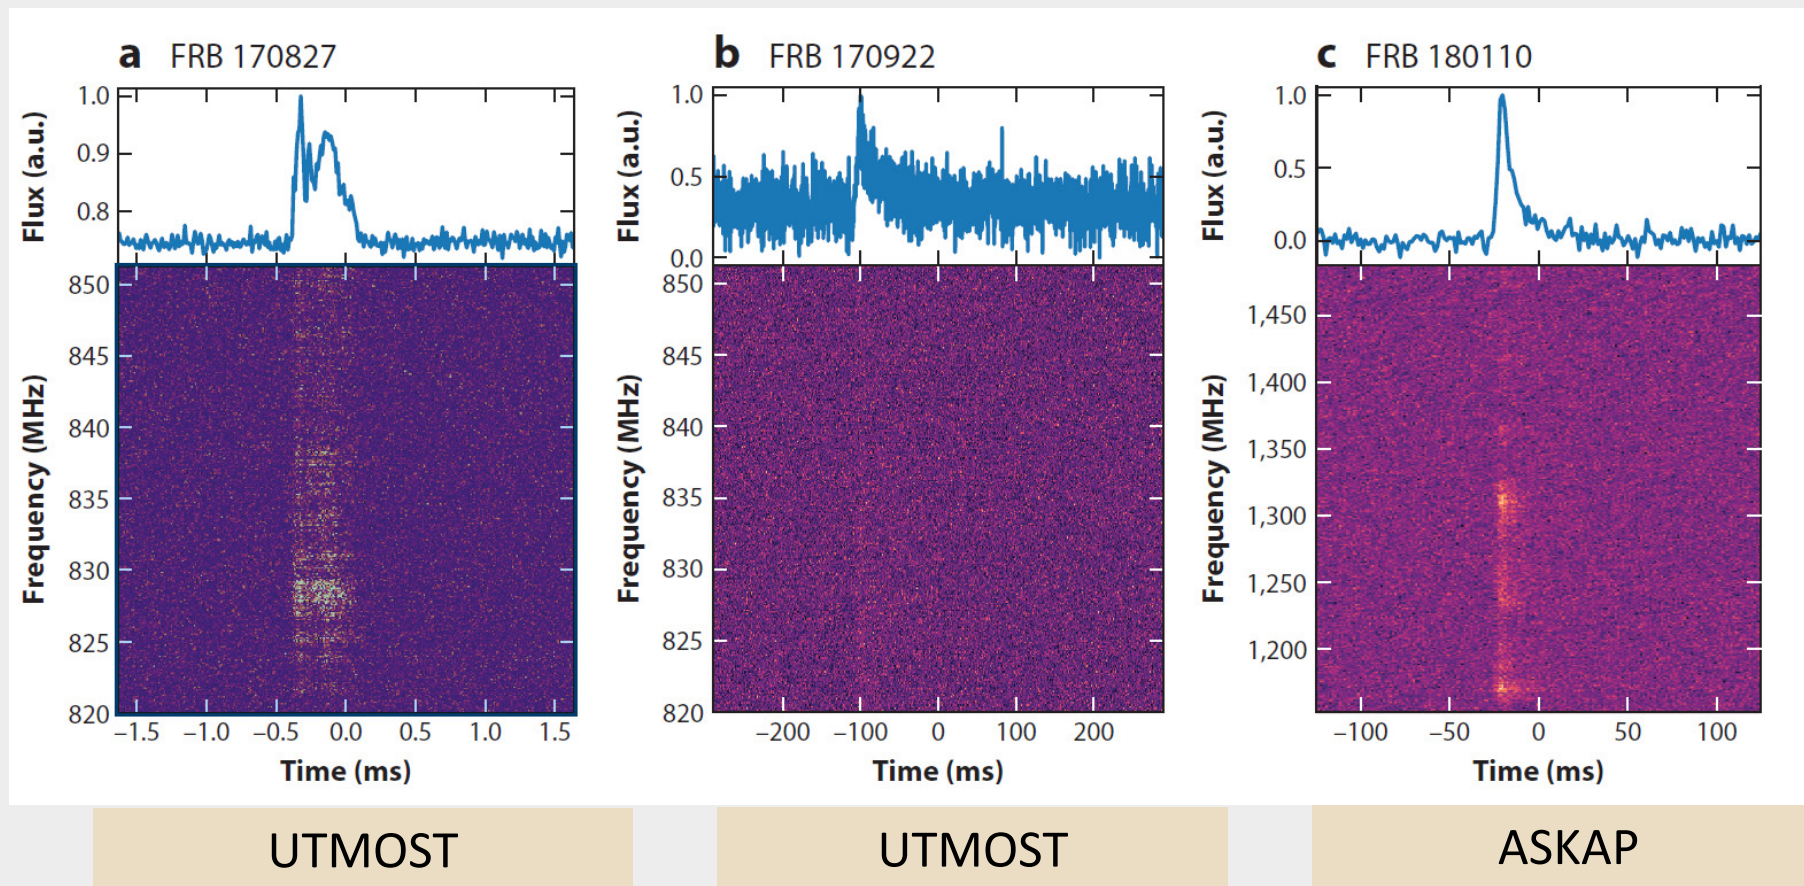 a FRB 170827
1.0
0.9
0.8
Flux (a.u.)
850
845
840
835
830
825
820
Frequency (MHz)
–1.5 –1.0 –0.5 0.0 0.5 1.0 1.5
Time (ms)
UTMOST
b FRB 170922
1.0
0.5
0.0
Flux (a.u.)
850
845
840
835
830
825
820
Frequency (MHz)
–200 –100 0 100 200
Time (ms)
UTMOST
c FRB 180110
1.0
0.5
0.0
Flux (a.u.)
1,450
1,400
1,350
1,300
1,250
1,200
Frequency (MHz)
–100 –50 0 50 100
Time (ms)
ASKAP